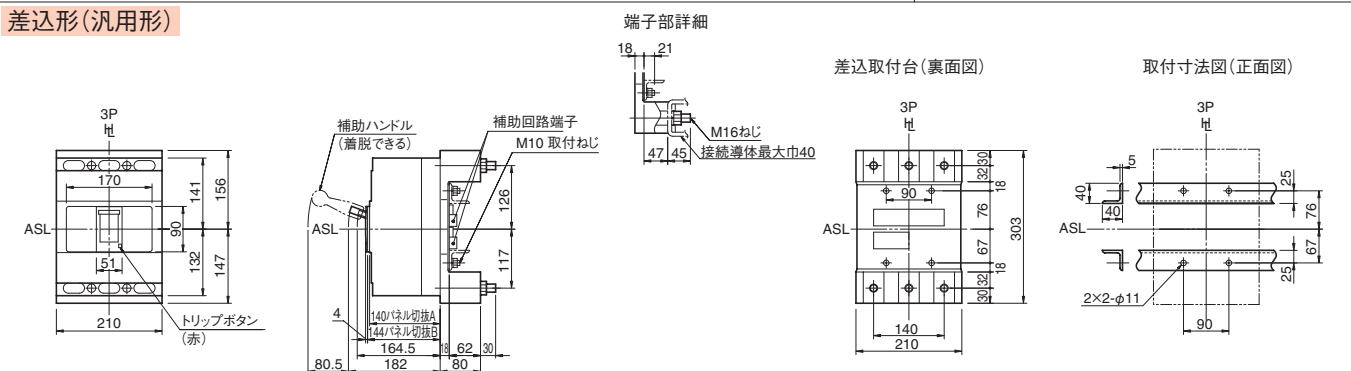 差込形(汎用形)
端子部詳細
18
21
M16ねじ
接続導体最大巾40
47
45
差込取付台(裏面図)
取付寸法図(正面図)
3P
170
141
156
ASL
90
51
132
147
210
トリップボタン
(赤)
補助ハンドル
(着脱できる)
補助回路端子
M10 取付ねじ
ASL
126
117
4
140パネル切抜A
144パネル切抜B
164.5
18
62
30
80.5
182
80
3P
30
32
18
90
76
ASL
67
18
32
30
303
140
210
3P
5
40
40
25
76
ASL
67
25
2×2-φ11
90